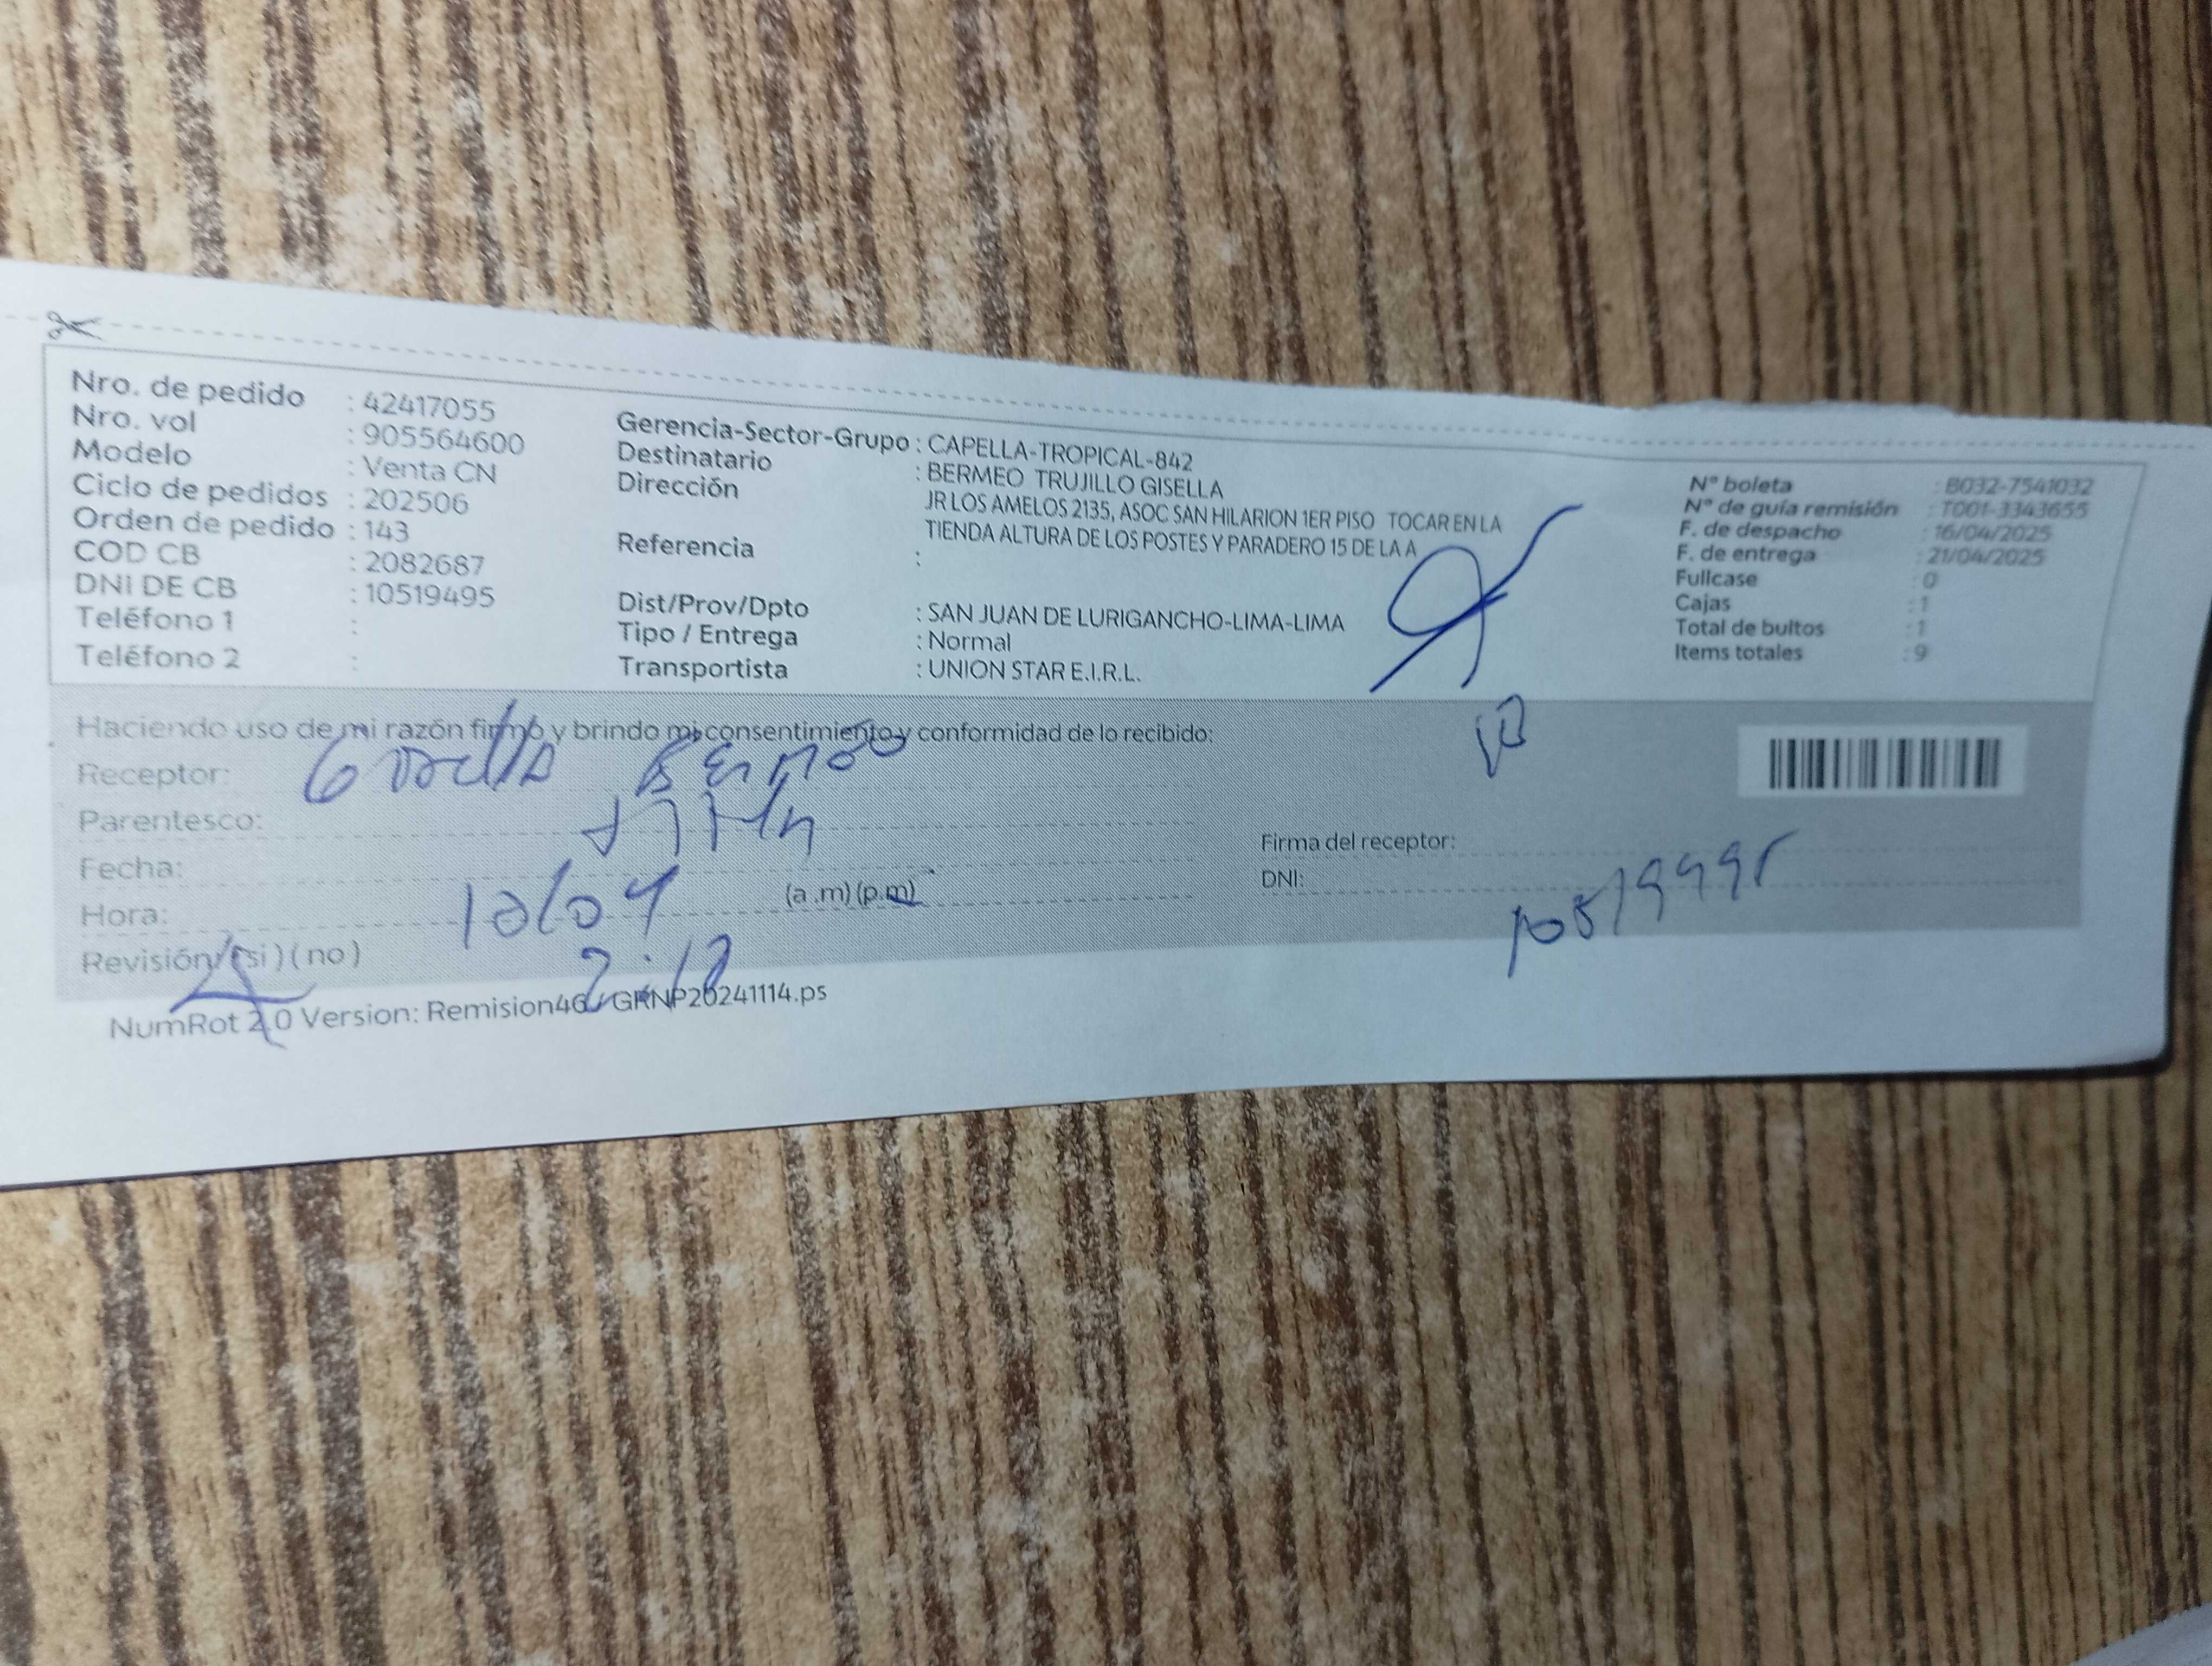 Nro. de pedido : 42417055
Nro. vol : 905564600
Modelo : Venta CN
Ciclo de pedidos : 202506
Orden de pedido : 143
COD CB : 2082687
DNI DE CB : 10519495
Teléfono 1 :
Teléfono 2 :
Gerencia-Sector-Grupo : CAPELLA-TROPICAL-842
Destinatario : BERMEO TRUJILLO GISELLA
Dirección JR LOS AMELOS 2135, ASOC SAN HILARION 1ER PISO TOCAR EN LA
TIENDA ALTURA DE LOS POSTES Y PARADERO 15 DE LA A
Referencia :
Dist/Prov/Dpto : SAN JUAN DE LURIGANCHO-LIMA-LIMA
Tipo / Entrega : Normal
Transportista : UNION STAR E.I.R.L.
N° boleta : B032-7541032
N° de guía remisión : T001-3343655
F. de despacho : 16/04/2025
F. de entrega : 21/04/2025
Fullcase : 0
Cajas : 1
Total de bultos : 1
Items totales : 9
Haciendo uso de mi razón firmo y brindo mi consentimiento y conformidad de lo recibido:
Receptor:
Parentesco:
Fecha:
Hora: (a .m) (p.m)
Revisión (si) ( no )
Firma del receptor:
DNI:
NumRot 2.0 Version: Remision46 GRNP20241114.ps